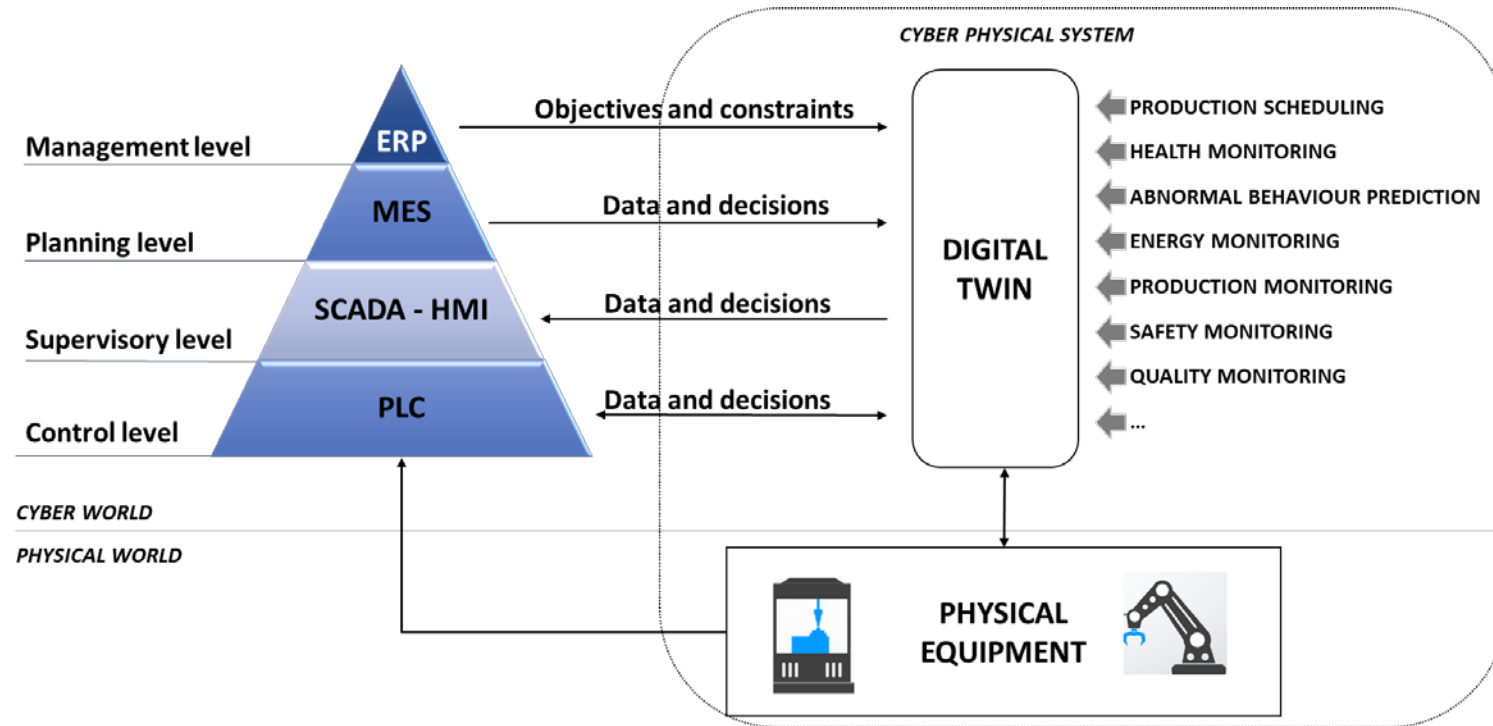 CYBER PHYSICAL SYSTEM
Management level
Planning level
Supervisory level
Control level
ERP
MES
SCADA - HMI
PLC
Objectives and constraints
Data and decisions
Data and decisions
Data and decisions
DIGITAL
TWIN
PRODUCTION SCHEDULING
HEALTH MONITORING
ABNORMAL BEHAVIOUR PREDICTION
ENERGY MONITORING
PRODUCTION MONITORING
SAFETY MONITORING
QUALITY MONITORING
...
CYBER WORLD
PHYSICAL WORLD
PHYSICAL
EQUIPMENT